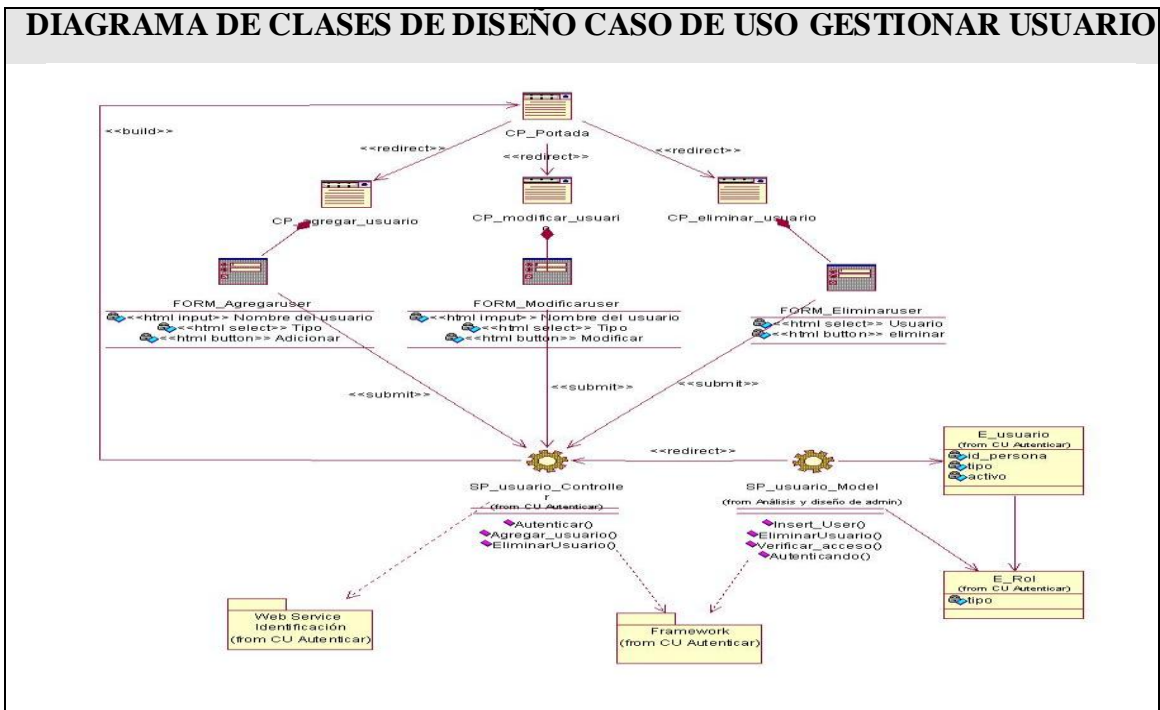 DIAGRAMA DE CLASES DE DISEÑO CASO DE USO GESTIONAR USUARIO
<<build>>
CP_Portada
<<redirect>>
<<redirect>>
<<redirect>>
CP_agregar_usuario
CP_modificar_usuari
o
CP_eliminar_usuario
FORM_Agregaruser
<<html imput>> Nombre del usuario
<<html select>> Tipo
<<html button>> Adicionar
FORM_Modificaruser
<<html imput>> Nombre del usuario
<<html select>> Tipo
<<html button>> Modificar
FORM_Eliminaruser
<<html select>> Usuario
<<html button>> eliminar
<<submit>>
<<submit>>
<<submit>>
<<redirect>>
SP_usuario_Controlle
r
(from CU Autenticar)
Autenticar()
Agregar_usuario()
EliminarUsuario()
SP_usuario_Model
(from Análisis y diseño de admin)
Insert_User()
EliminarUsuario()
Verificar_acceso()
Autenticando()
E_usuario
(from CU Autenticar)
id_persona
tipo
activo
E_Rol
(from CU Autenticar)
tipo
Web Service
Identificación
(from CU Autenticar)
Framework
(from CU Autenticar)